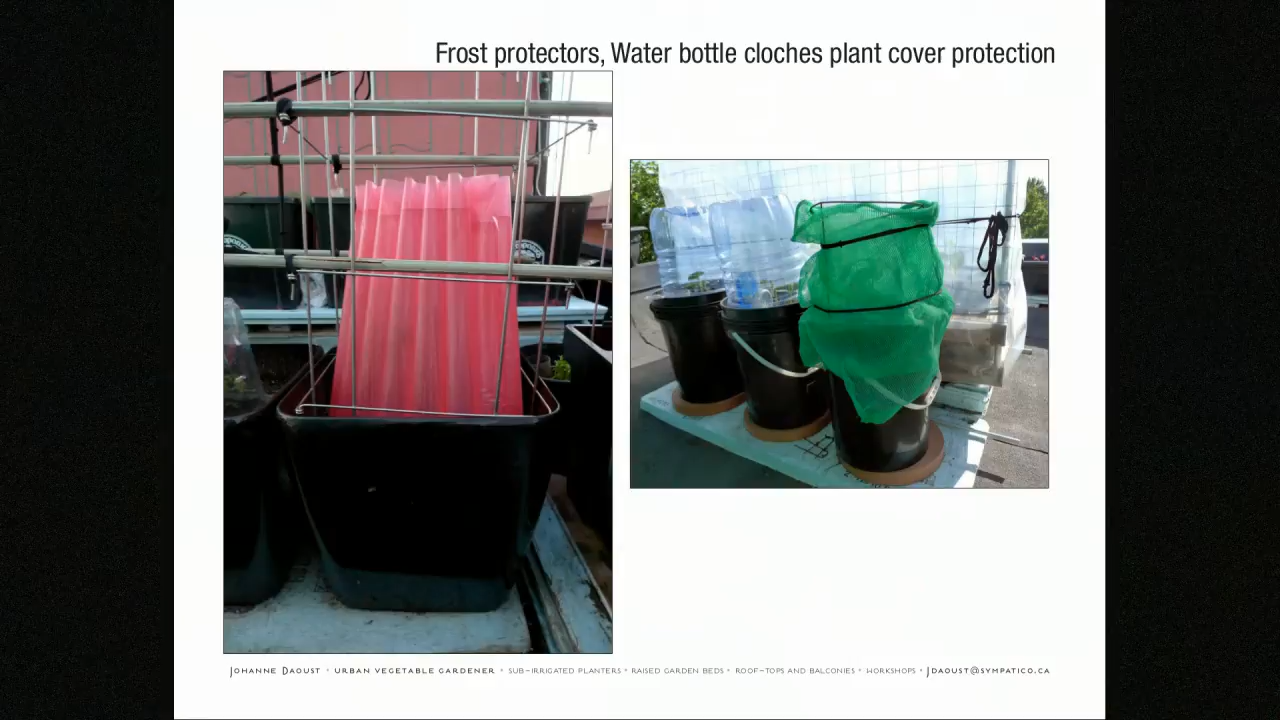 Frost protectors, Water bottle cloches plant cover protection
Johanne Daoust • urban vegetable gardener • sub-irrigated planters • raised garden beds • roof-tops and balconies • workshops • jdaoust@sympatico.ca